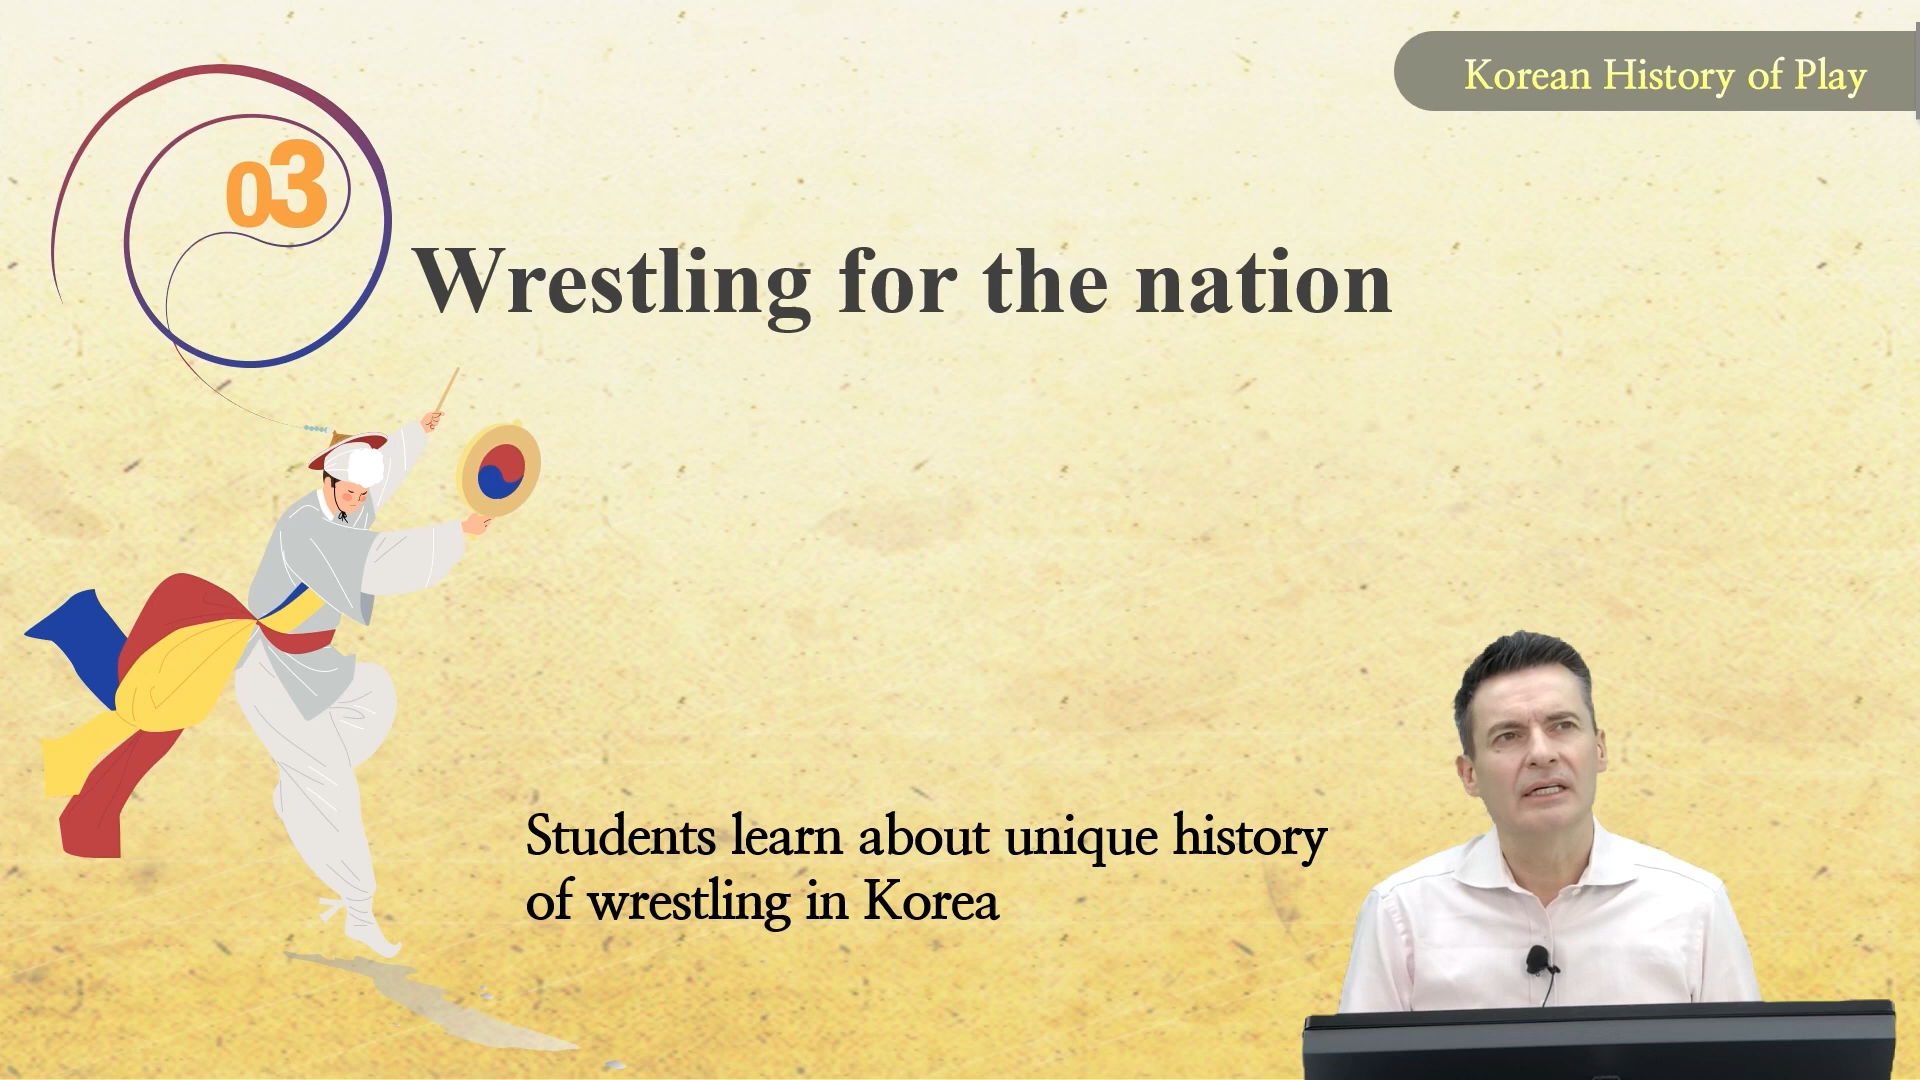 Korean History of Play
03
Wrestling for the nation
Students learn about unique history
of wrestling in Korea